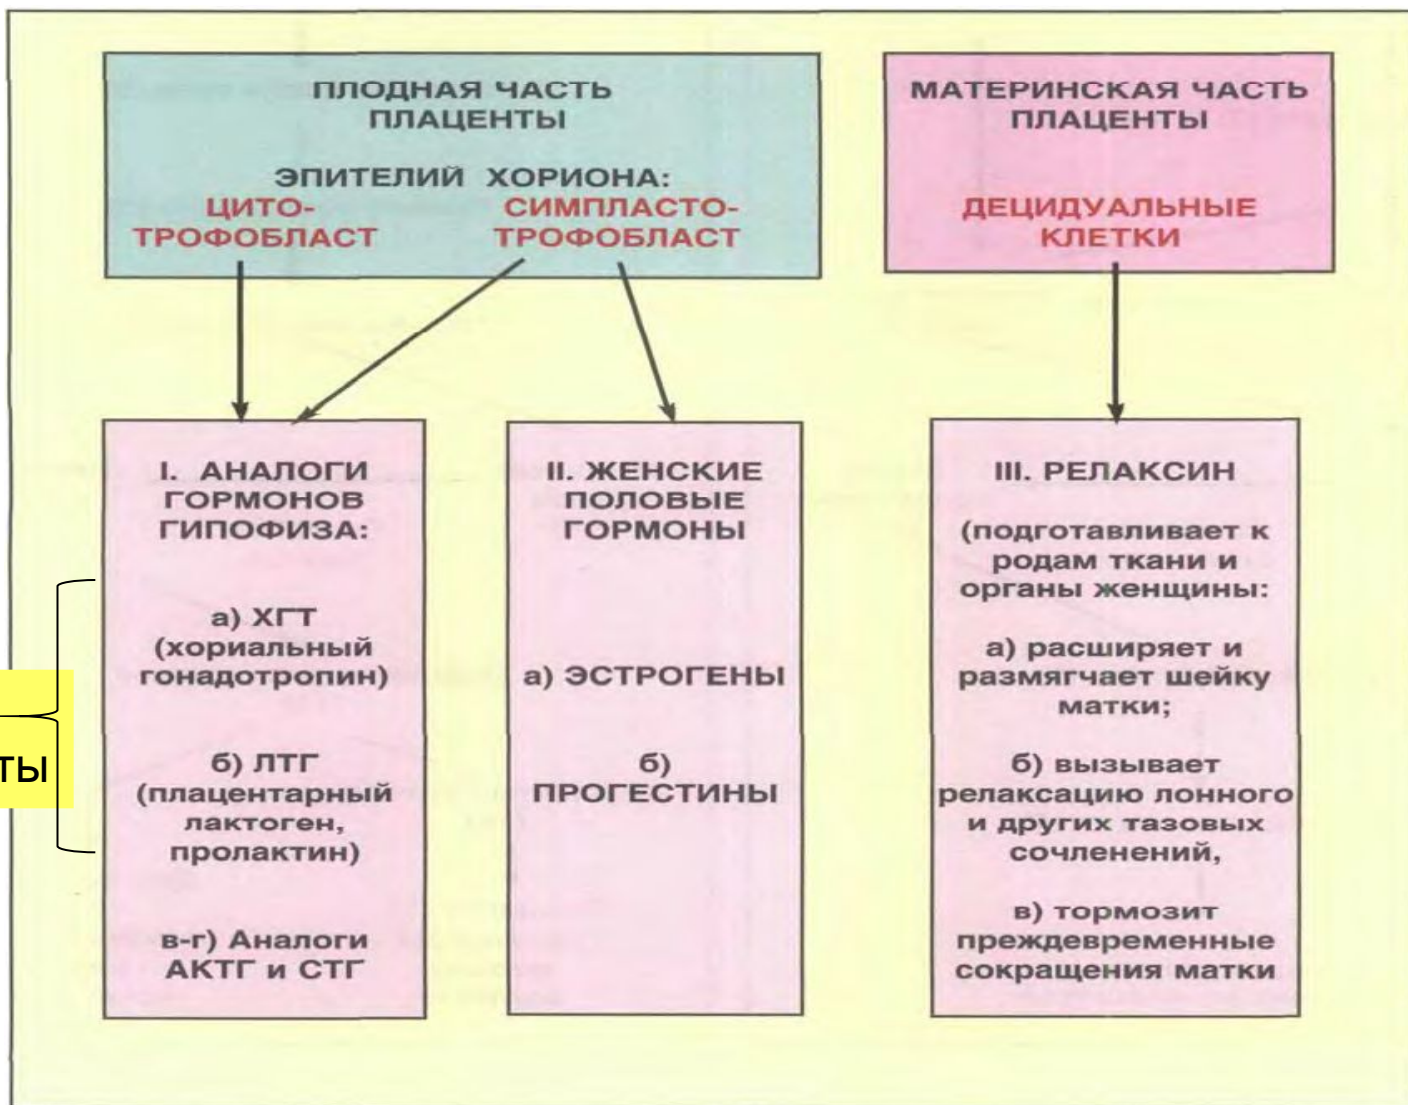 ПЛОДНАЯ ЧАСТЬ
ПЛАЦЕНТЫ
ЭПИТЕЛИЙ ХОРИОНА:
ЦИТО-
ТРОФОБЛАСТ
СИМПЛАСТО-
ТРОФОБЛАСТ
МАТЕРИНСКАЯ ЧАСТЬ
ПЛАЦЕНТЫ
ДЕЦИДУАЛЬНЫЕ
КЛЕТКИ
I. АНАЛОГИ
ГОРМОНОВ
ГИПОФИЗА:
а) ХГТ
(хориальный
гонадотропин)
б) ЛТГ
(плацентарный
лактоген,
пролактин)
в-г) Аналоги
АКТГ и СТГ
II. ЖЕНСКИЕ
ПОЛОВЫЕ
ГОРМОНЫ
а) ЭСТРОГЕНЫ
б)
ПРОГЕСТИНЫ
III. РЕЛАКСИН
(подготавливает к
родам ткани и
органы женщины:
а) расширяет и
размягчает шейку
матки;
б) вызывает
релаксацию лонного
и других тазовых
сочленений,
в) тормозит
преждевременные
сокращения матки
ты